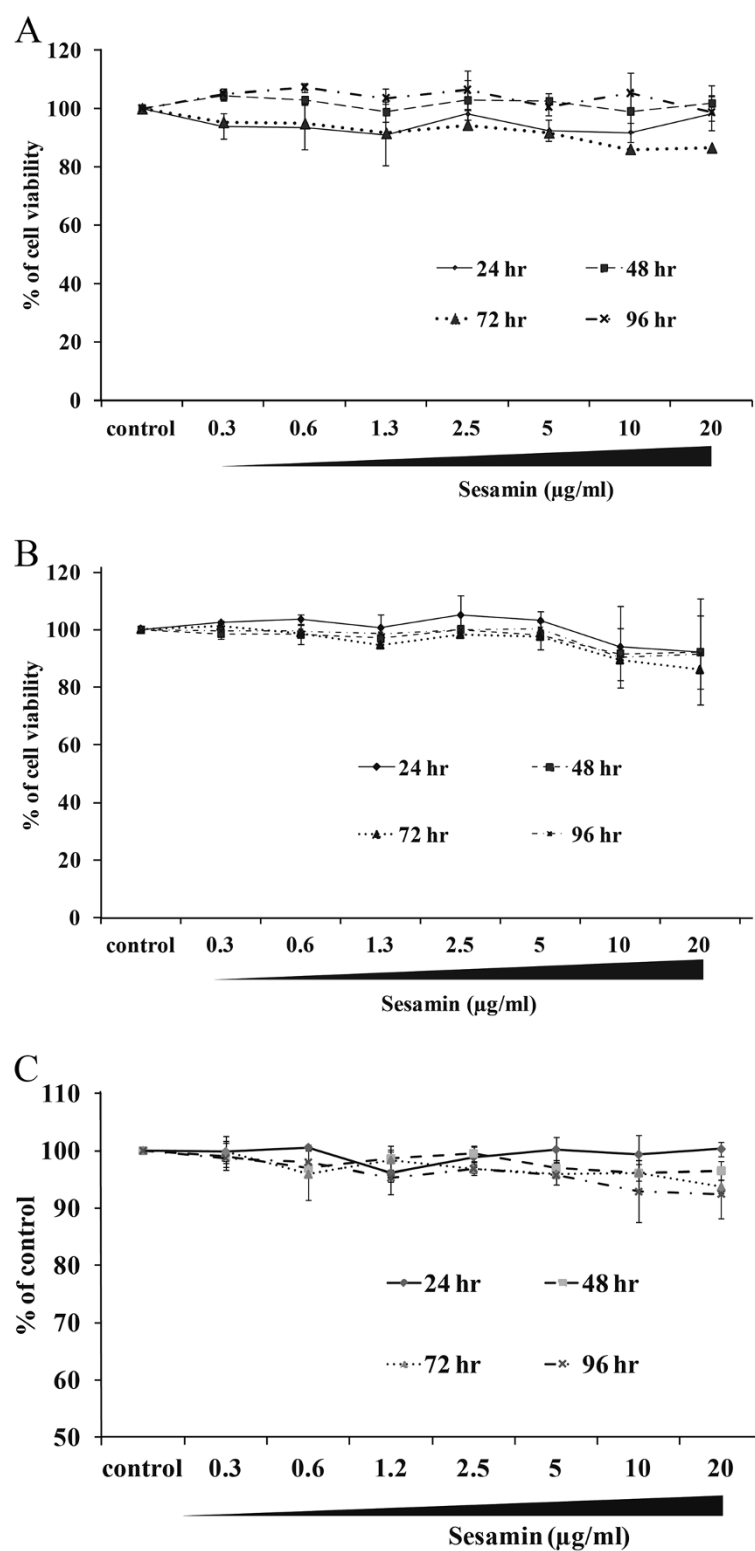 A
% of cell viability
120
100
80
60
40
20
0
24 hr 48 hr
72 hr 96 hr
control 0.3 0.6 1.3 2.5 5 10 20
Sesamin (µg/ml)
B
% of cell viability
120
100
80
60
40
20
0
24 hr 48 hr
72 hr 96 hr
control 0.3 0.6 1.3 2.5 5 10 20
Sesamin (µg/ml)
C
% of control
110
100
90
80
70
60
50
24 hr 48 hr
72 hr 96 hr
control 0.3 0.6 1.2 2.5 5 10 20
Sesamin (µg/ml)